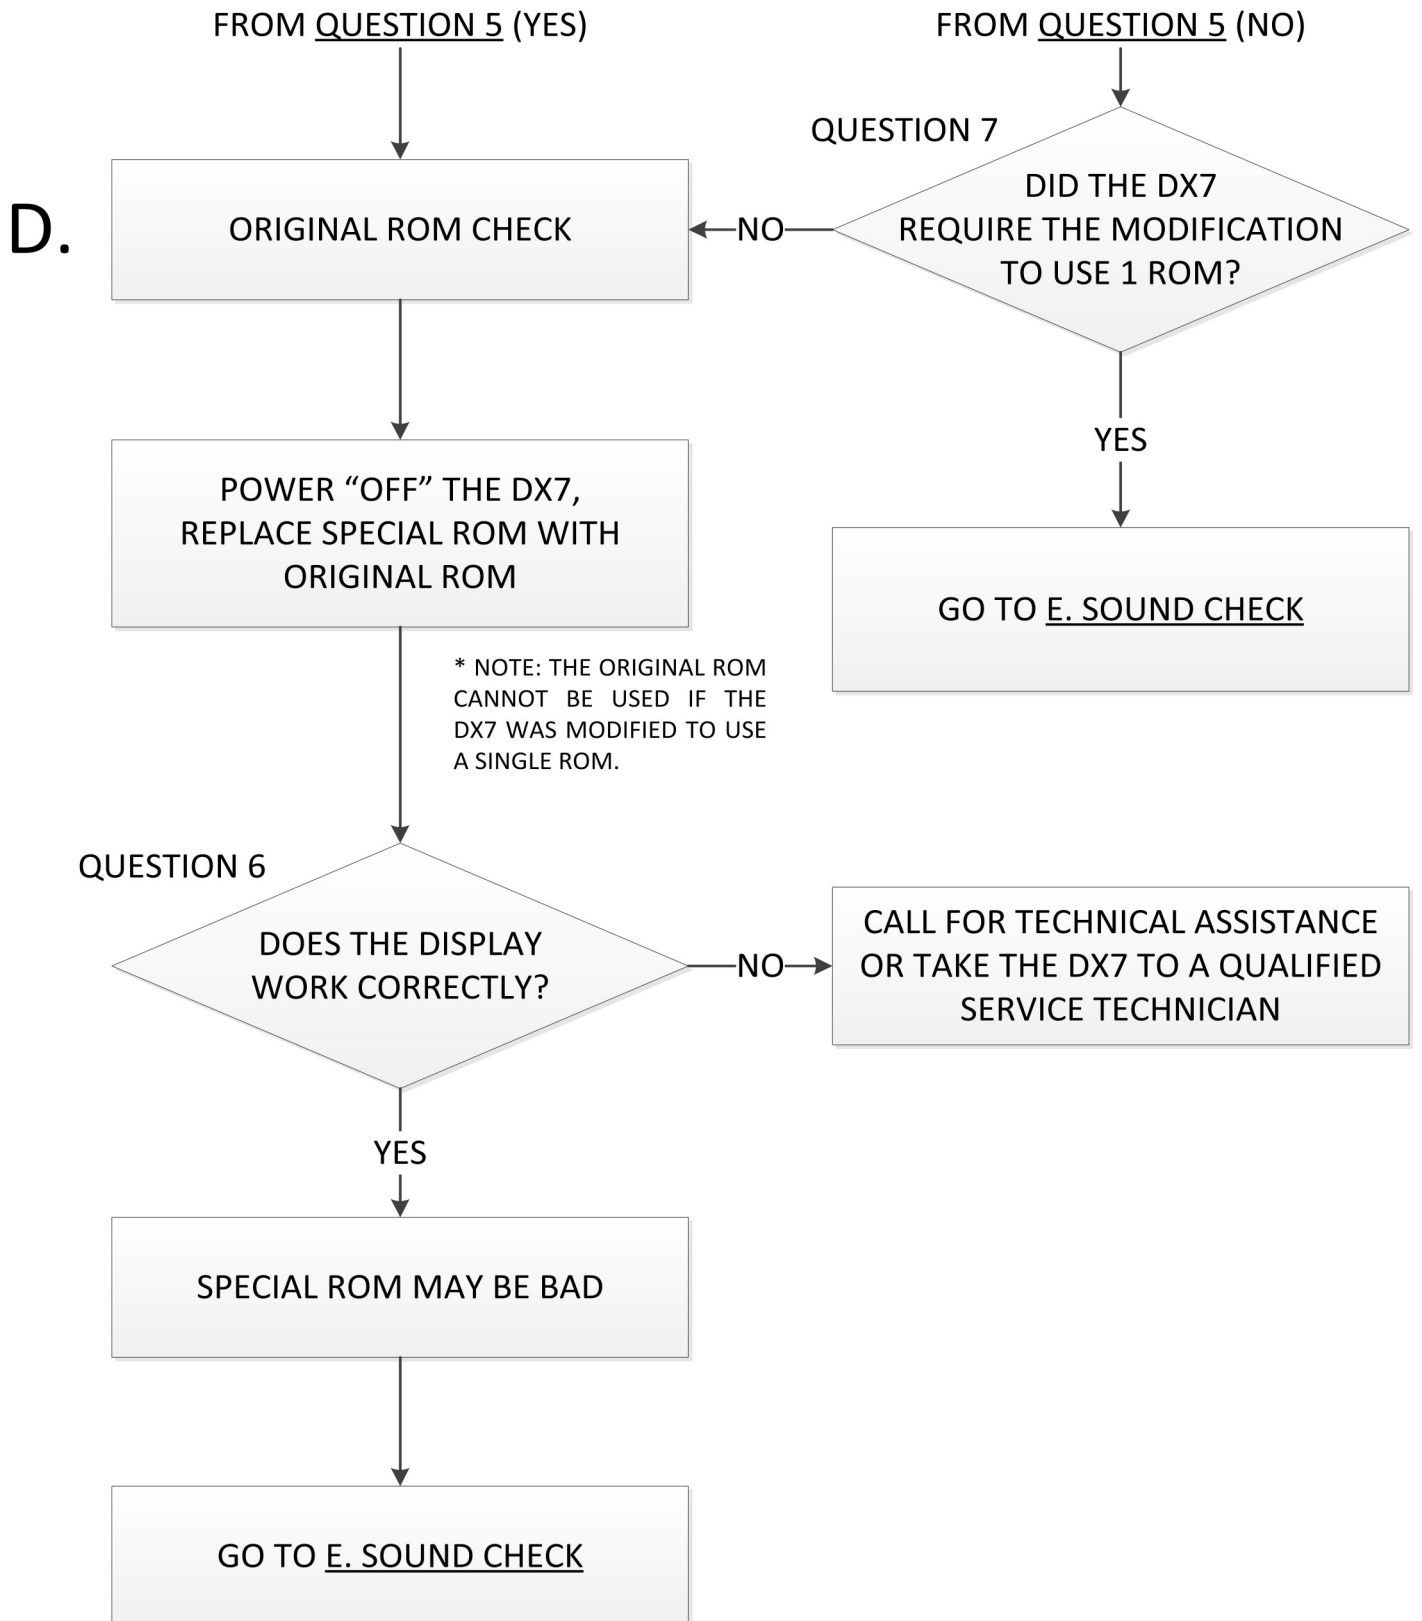 FROM QUESTION 5 (YES)
FROM QUESTION 5 (NO)
QUESTION 7
DID THE DX7
REQUIRE THE MODIFICATION
TO USE 1 ROM?
D.
ORIGINAL ROM CHECK
NO
YES
POWER “OFF” THE DX7,
REPLACE SPECIAL ROM WITH
ORIGINAL ROM
GO TO E. SOUND CHECK
* NOTE: THE ORIGINAL ROM
CANNOT BE USED IF THE
DX7 WAS MODIFIED TO USE
A SINGLE ROM.
QUESTION 6
DOES THE DISPLAY
WORK CORRECTLY?
NO
CALL FOR TECHNICAL ASSISTANCE
OR TAKE THE DX7 TO A QUALIFIED
SERVICE TECHNICIAN
YES
SPECIAL ROM MAY BE BAD
GO TO E. SOUND CHECK